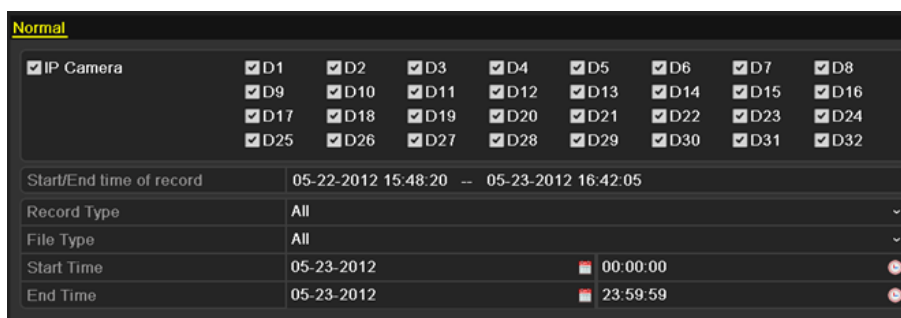 Normal
IP Camera D1 D2 D3 D4 D5 D6 D7 D8
D9 D10 D11 D12 D13 D14 D15 D16
D17 D18 D19 D20 D21 D22 D23 D24
D25 D26 D27 D28 D29 D30 D31 D32
Start/End time of record 05-22-2012 15:48:20 -- 05-23-2012 16:42:05
Record Type All
File Type All
Start Time 05-23-2012 00:00:00
End Time 05-23-2012 23:59:59